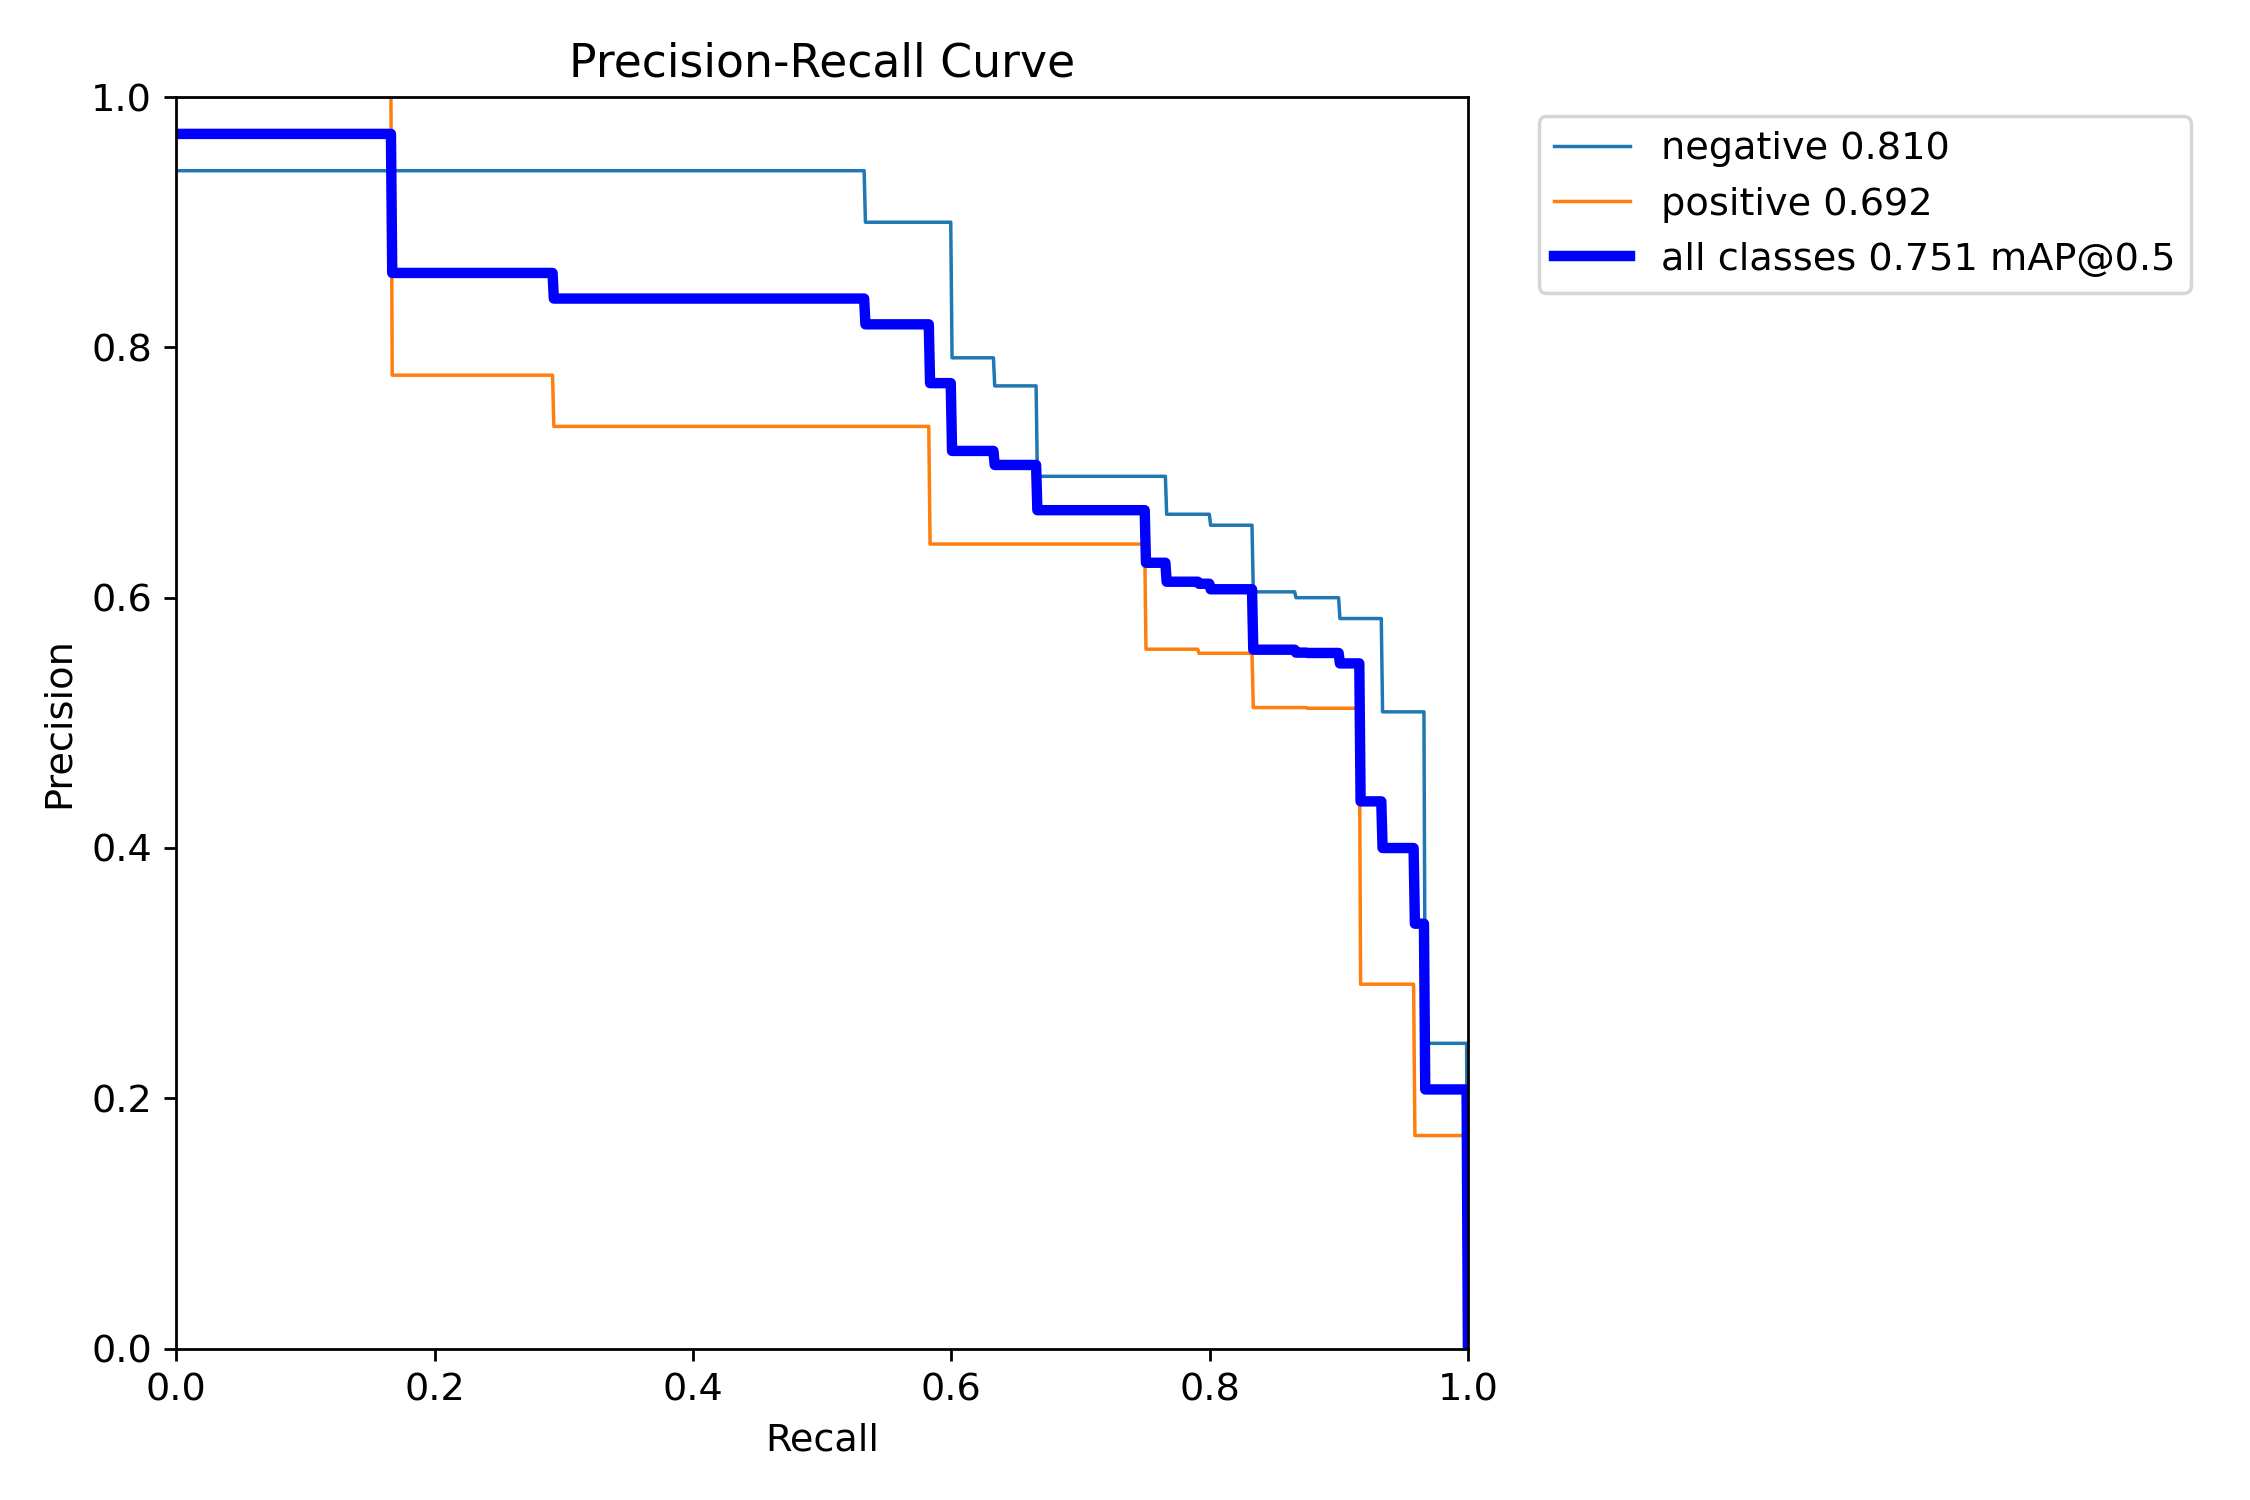 Precision-Recall Curve
1.0
0.8
0.6
0.4
0.2
0.0
Precision
0.0 0.2 0.4 0.6 0.8 1.0
Recall
negative 0.810
positive 0.692
all classes 0.751 mAP@0.5